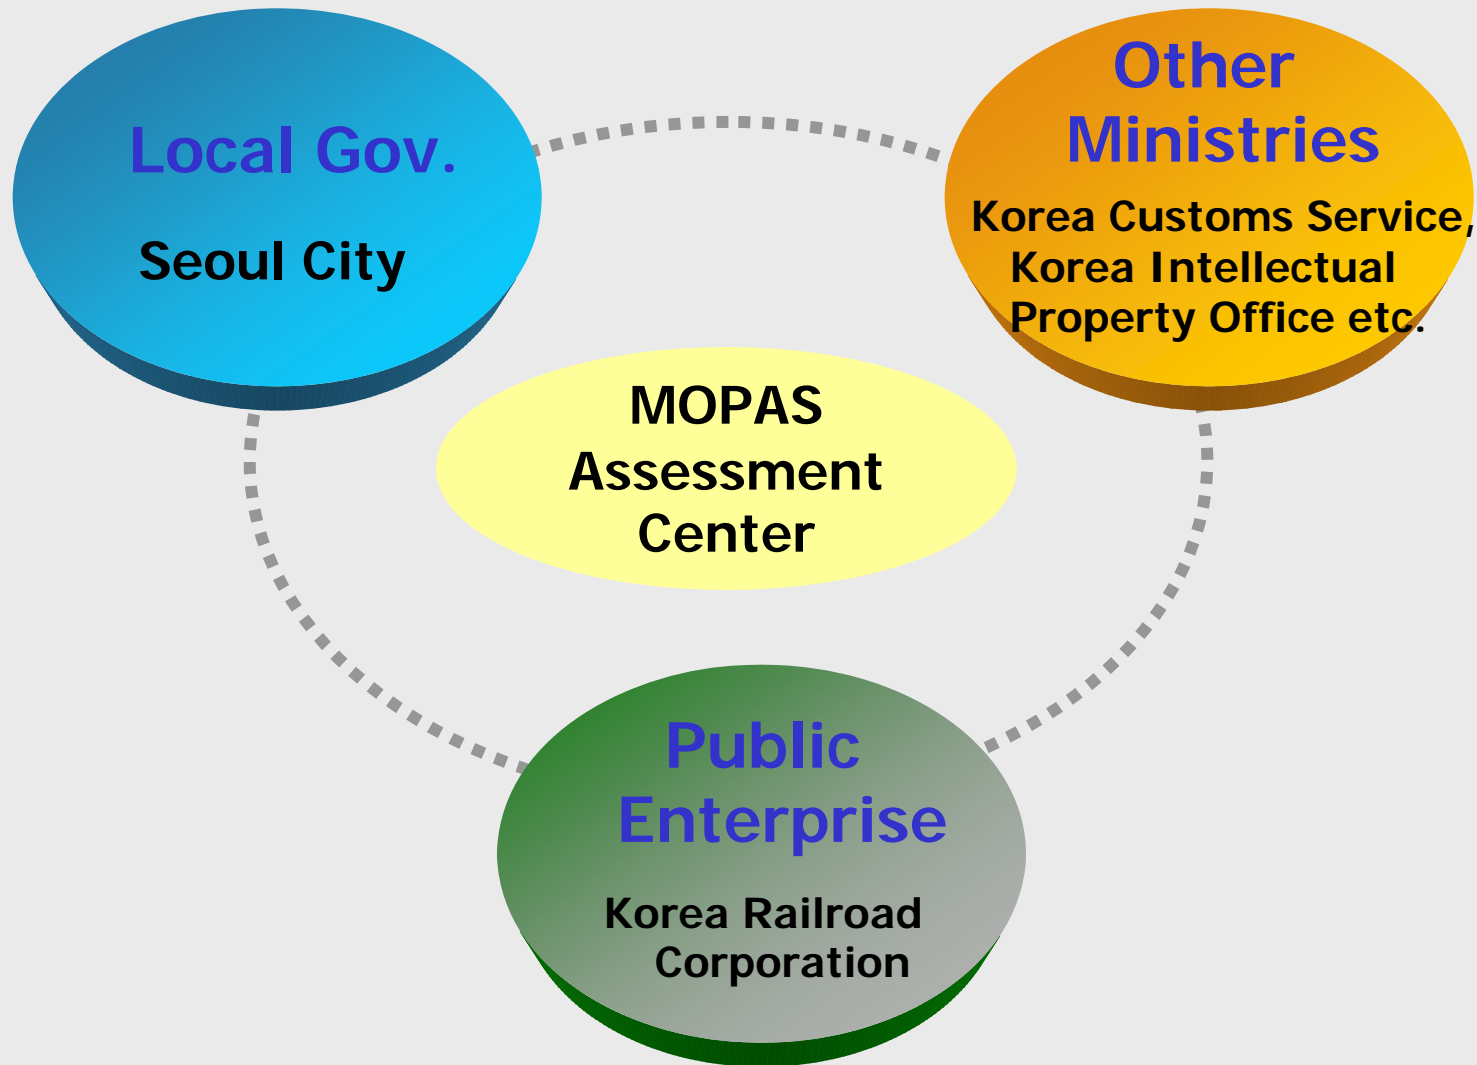 Local Gov.
Seoul City
Other
Ministries
Korea Customs Service,
Korea Intellectual
Property Office etc.
MOPAS
Assessment
Center
Public
Enterprise
Korea Railroad
Corporation